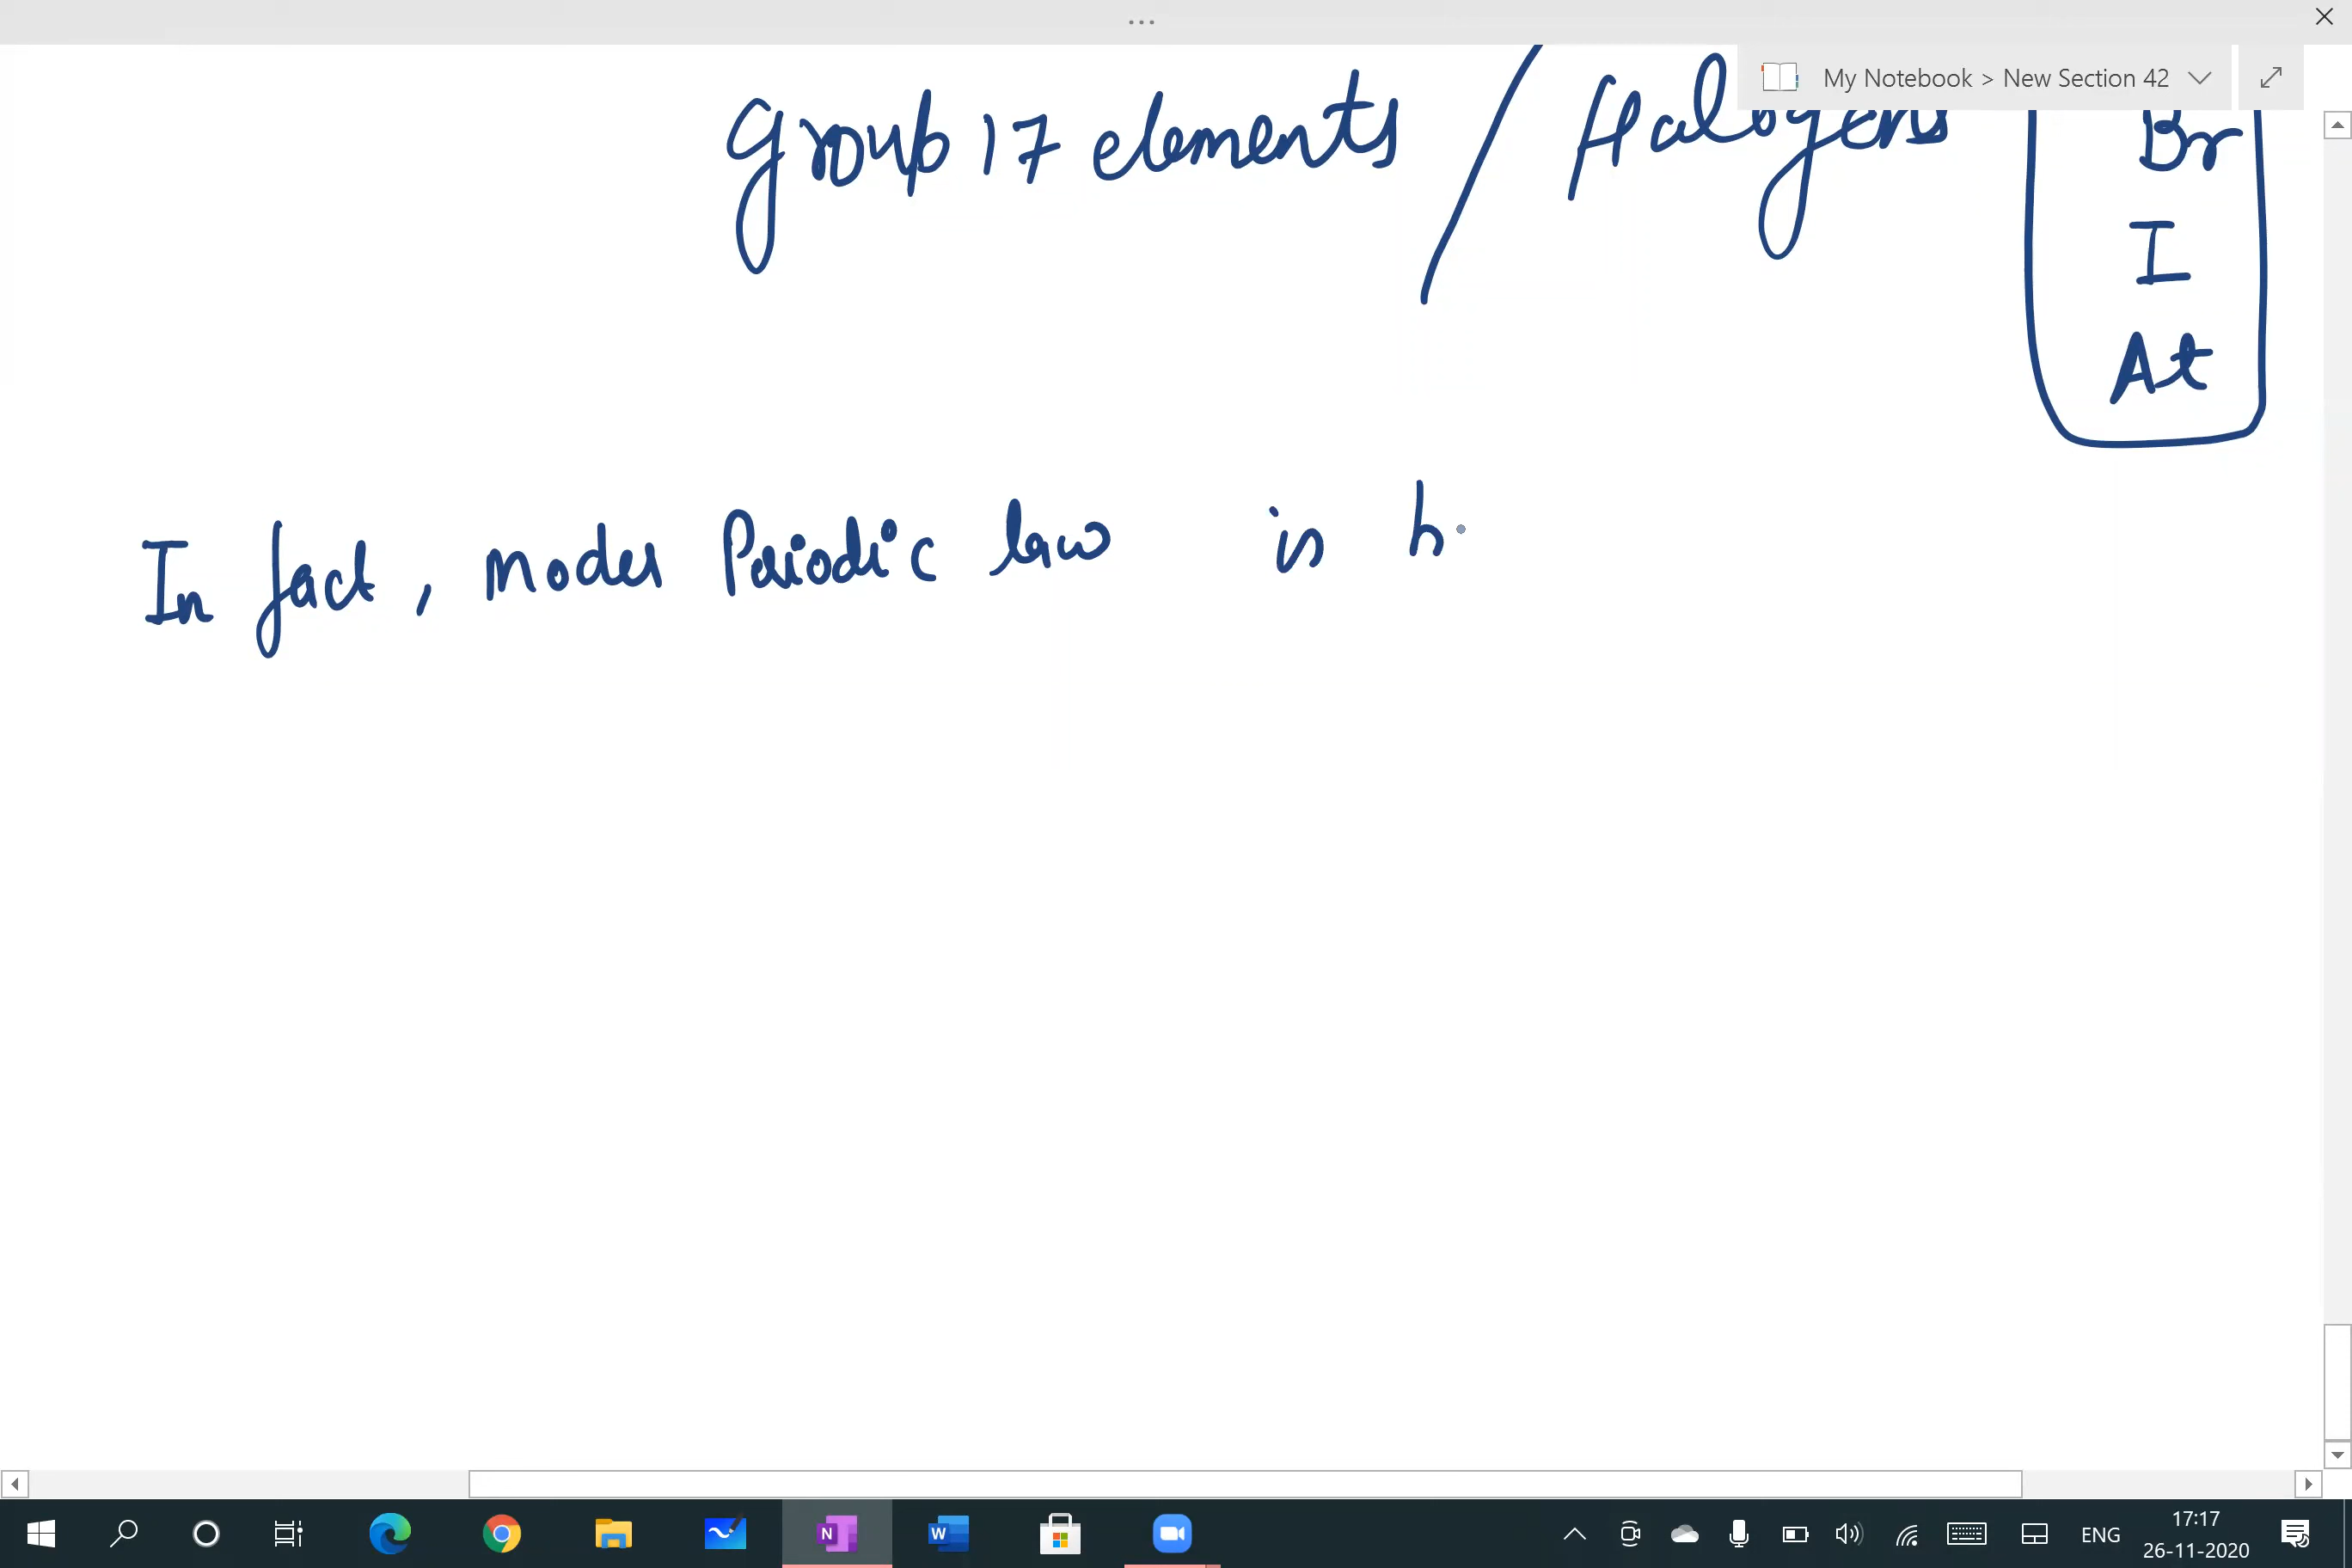 My Notebook > New Section 42
group 17 elements / Halogens
Br
I
At
In fact, moden Periodic law is h
N
W
ENG
17:17
26-11-2020